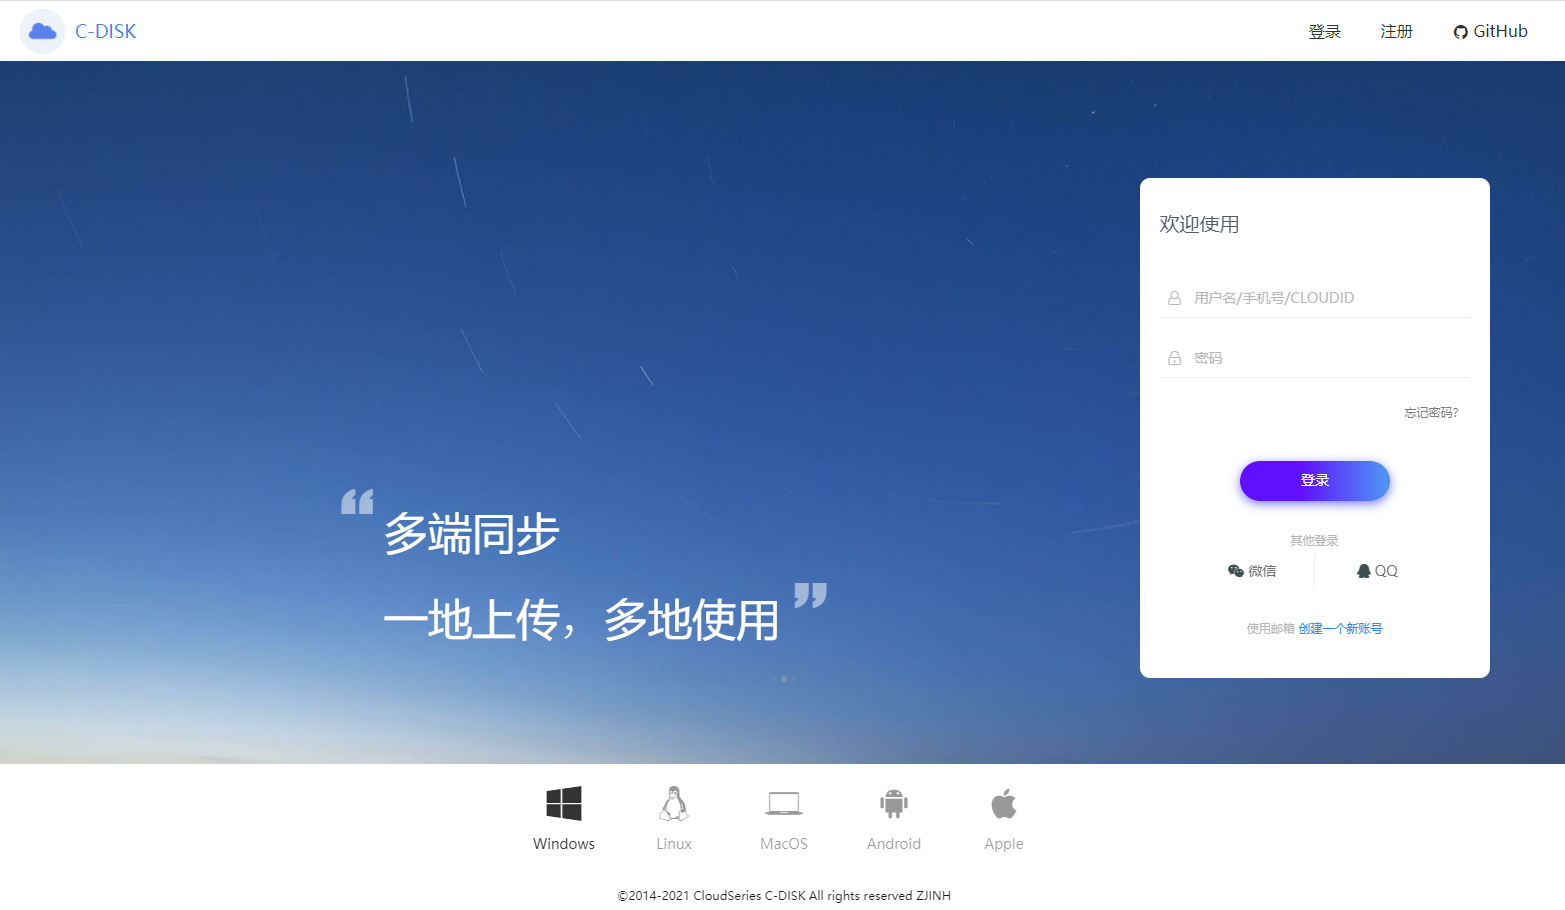 C-DISK
登录
注册
GitHub
欢迎使用
用户名/手机号/CLOUDID
密码
忘记密码?
登录
其他登录
微信
QQ
使用邮箱 创建一个新账号
“
多端同步
一地上传，多地使用
”
Windows
Linux
MacOS
Android
Apple
©2014-2021 CloudSeries C-DISK All rights reserved ZJINH